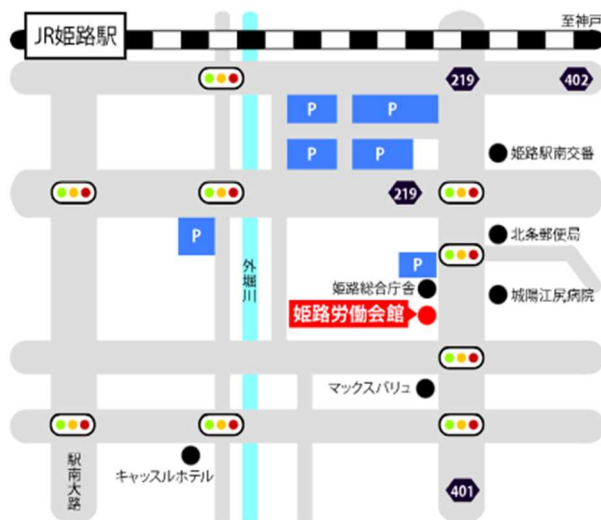 至神戸
JR姫路駅
219
402
P
P
P
P
姫路駅南交番
219
P
北条郵便局
外堀川
P
姫路総合庁舎
城陽江尻病院
姫路労働会館
マックスバリュ
駅南大路
キャッスルホテル
401